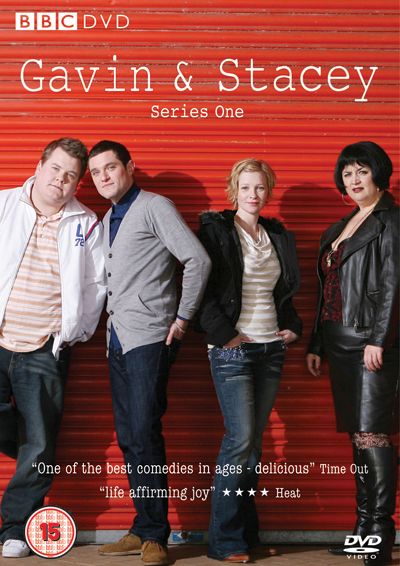 BBC DVD
Gavin & Stacey
Series One
L
78
“One of the best comedies in ages - delicious” Time Out
“life affirming joy” ★★★★ Heat
15
DVD
VIDEO